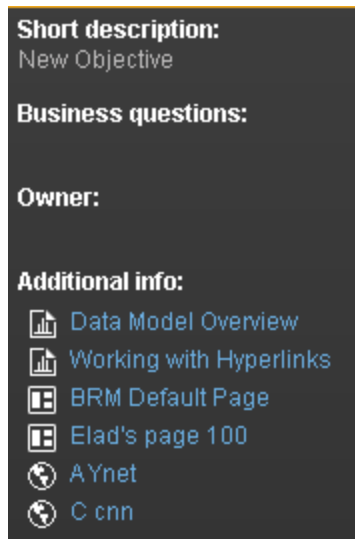 Short description:
New Objective
Business questions:
Owner:
Additional info:
Data Model Overview
Working with Hyperlinks
BRM Default Page
Elad's page 100
AYnet
C cnn